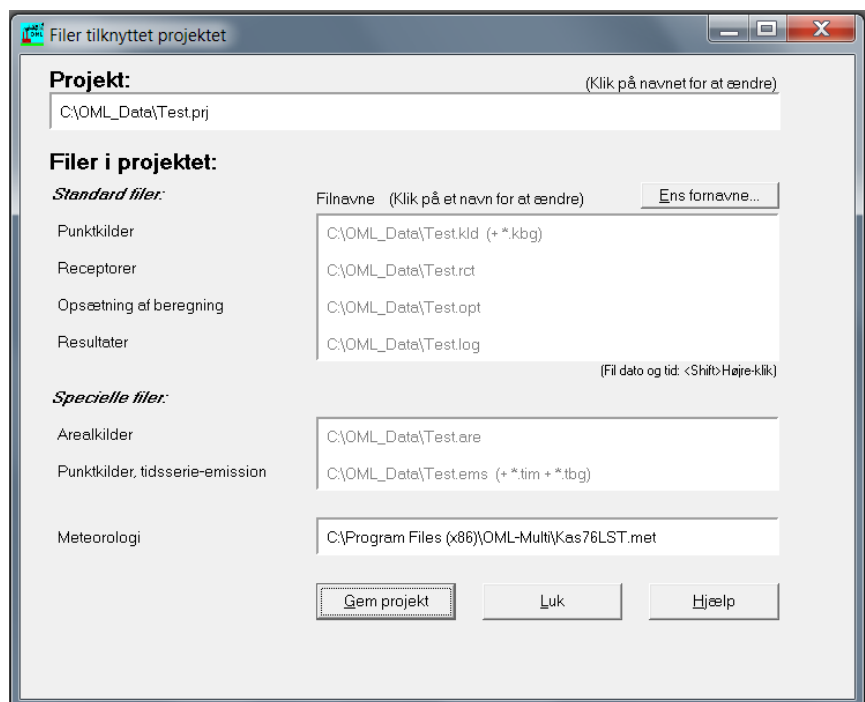 OML
Filer tilknyttet projektet
Projekt:
(Klik på navnet for at ændre)
C:\OML_Data\Test.prj
Filer i projektet:
Standard filer:
Filnavne (Klik på et navn for at ændre)
Ens fornavne...
Punktkilder
C:\OML_Data\Test.kld (+ *.kbg)
Receptorer
C:\OML_Data\Test.rct
Opsætning af beregning
C:\OML_Data\Test.opt
Resultater
C:\OML_Data\Test.log
(Fil dato og tid: <Shift>Højre-klik)
Specielle filer:
Arealkilder
C:\OML_Data\Test.are
Punktkilder, tidsserie-emission
C:\OML_Data\Test.ems (+ *.tim + *.tbg)
Meteorologi
C:\Program Files (x86)\OML-Multi\Kas76LST.met
Gem projekt
Luk
Hjælp